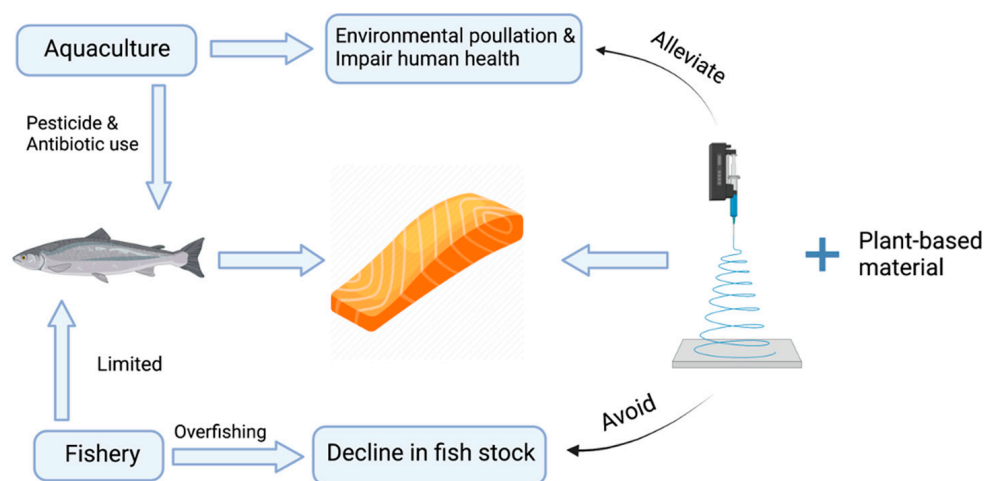 Aquaculture
Environmental poullation &
Impair human health
Alleviate
Pesticide &
Antibiotic use
Plant-based
material
Limited
Avoid
Fishery
Overfishing
Decline in fish stock